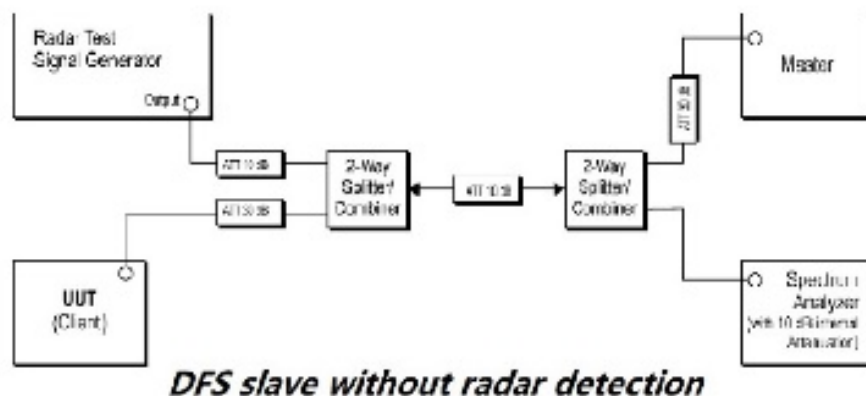 Radar Test
Signal Generator
Output
Master
ATT 10 dB
2-Way
Splitter/
Combiner
ATT 10 dB
2-Way
Splitter/
Combiner
ATT 30 dB
UUT
(Client)
Spectrum
Analyzer
(with 10 dB internal
Attenuator)
DFS slave without radar detection